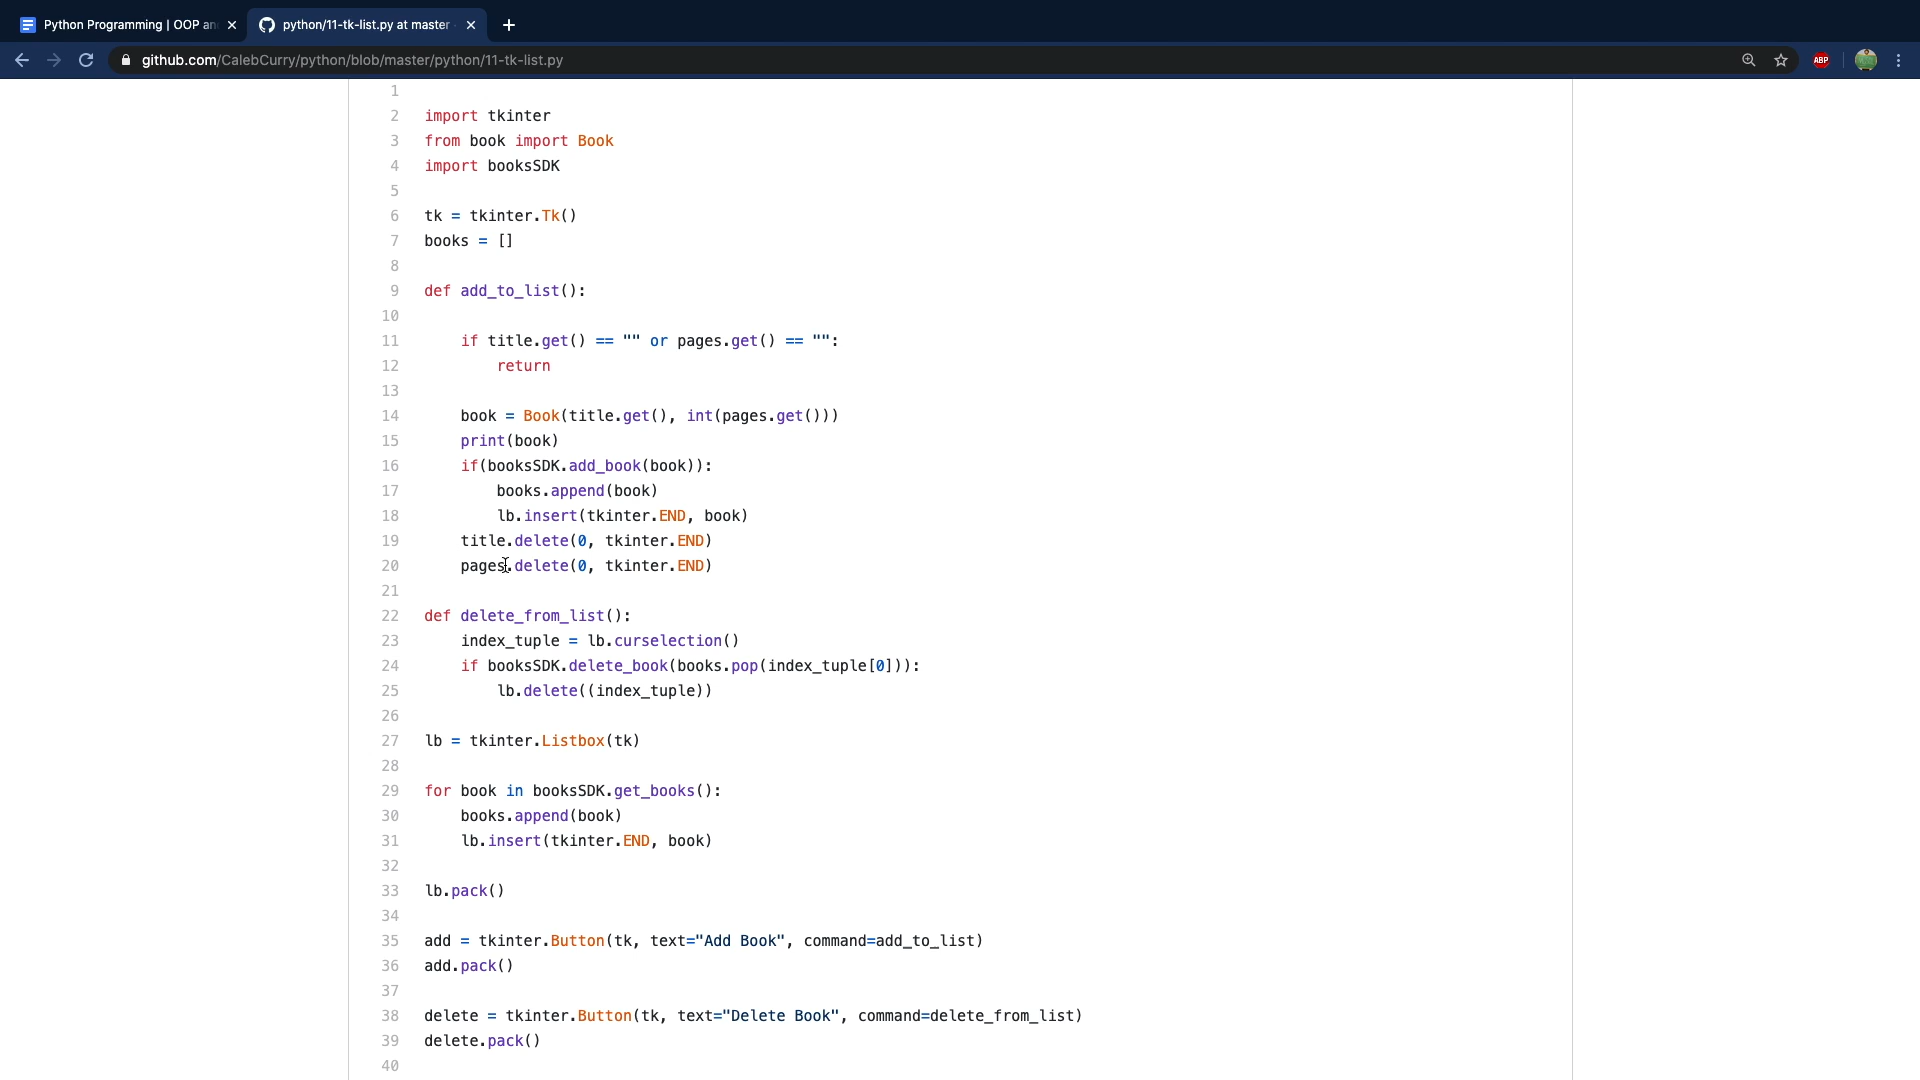 Python Programming | OOP an
python/11-tk-list.py at master
github.com/CalebCurry/python/blob/master/python/11-tk-list.py
ABP
1
2 import tkinter
3 from book import Book
4 import booksSDK
5
6 tk = tkinter.Tk()
7 books = []
8
9 def add_to_list():
10
11     if title.get() == "" or pages.get() == "":
12         return
13
14     book = Book(title.get(), int(pages.get()))
15     print(book)
16     if(booksSDK.add_book(book)):
17         books.append(book)
18         lb.insert(tkinter.END, book)
19     title.delete(0, tkinter.END)
20     pages.delete(0, tkinter.END)
21
22 def delete_from_list():
23     index_tuple = lb.curselection()
24     if booksSDK.delete_book(books.pop(index_tuple[0])):
25         lb.delete((index_tuple))
26
27 lb = tkinter.Listbox(tk)
28
29 for book in booksSDK.get_books():
30     books.append(book)
31     lb.insert(tkinter.END, book)
32
33 lb.pack()
34
35 add = tkinter.Button(tk, text="Add Book", command=add_to_list)
36 add.pack()
37
38 delete = tkinter.Button(tk, text="Delete Book", command=delete_from_list)
39 delete.pack()
40